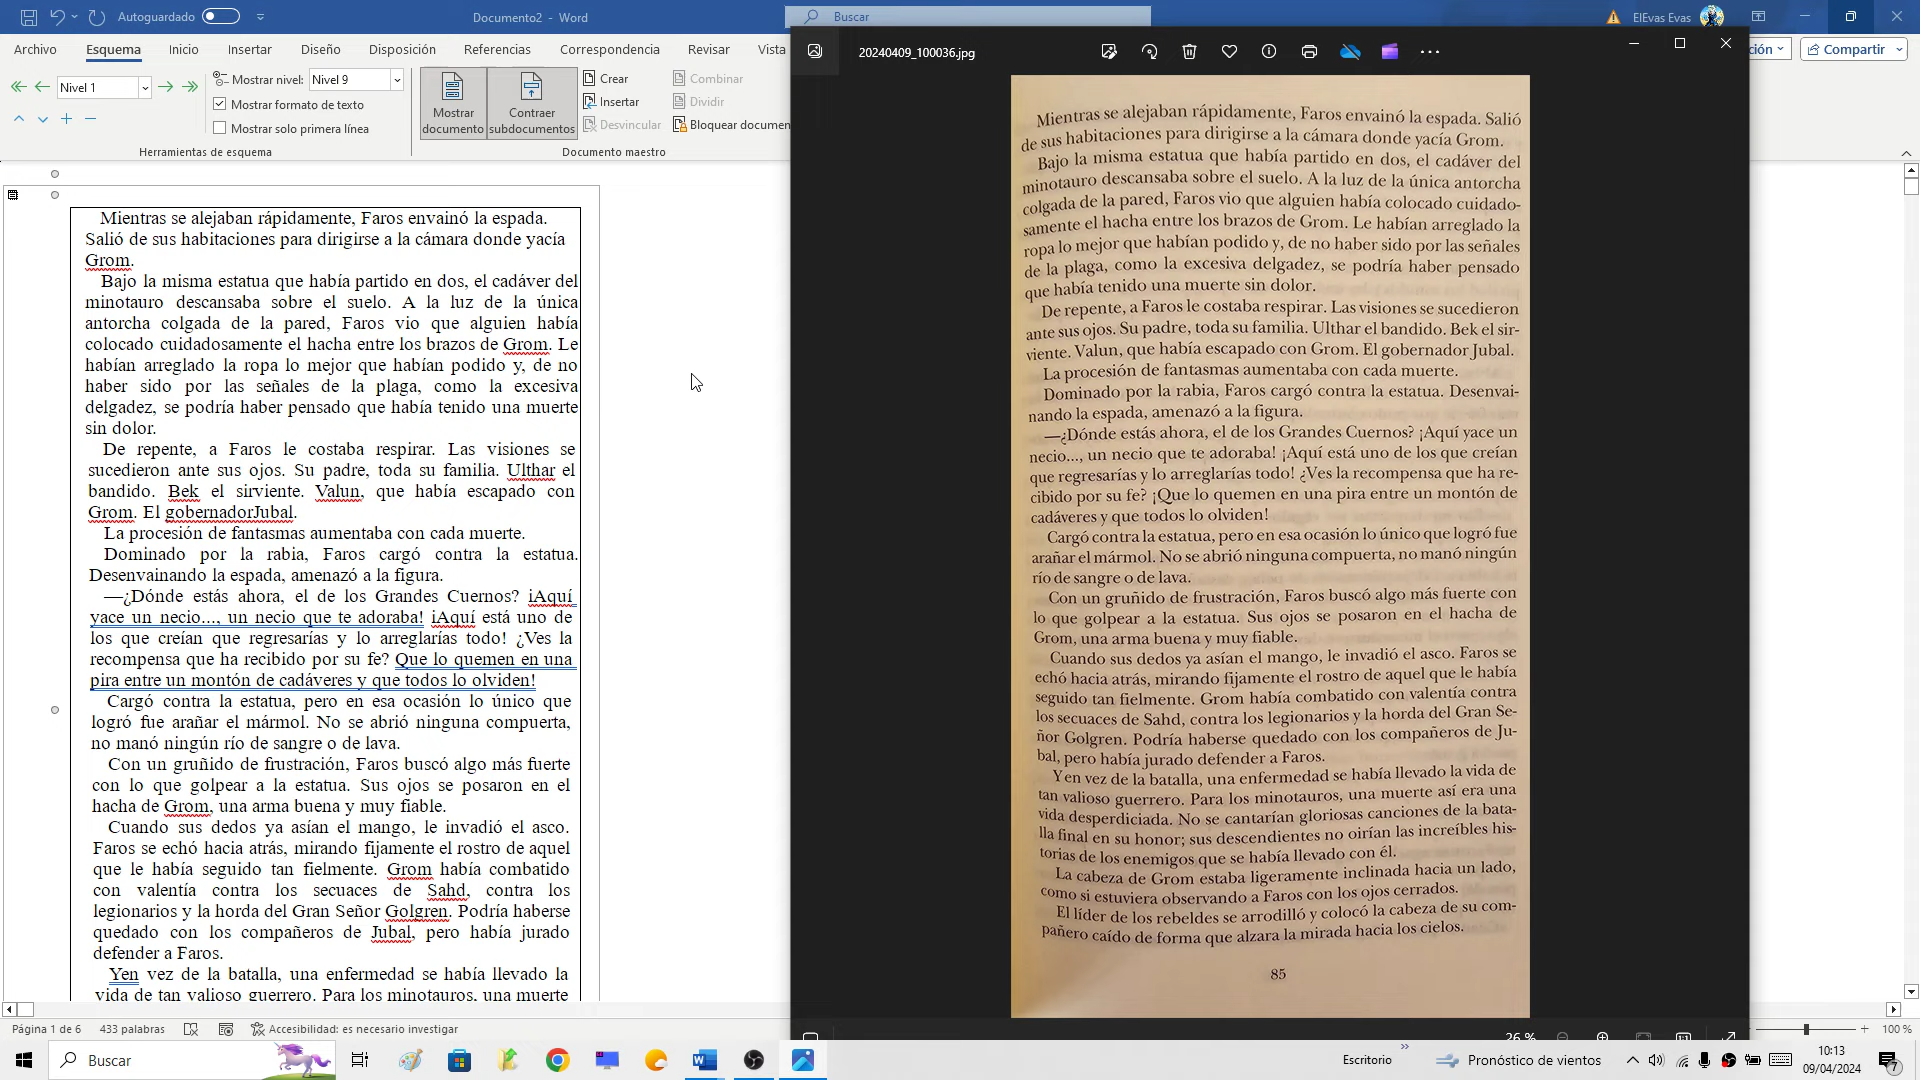 Autoguardado
Documento2 - Word
Buscar
ElEvas Evas
Archivo Esquema Inicio Insertar Diseño Disposición Referencias Correspondencia Revisar Vista
ción
Compartir
Nivel 1
Mostrar nivel: Nivel 9
Mostrar formato de texto
Mostrar solo primera línea
Herramientas de esquema
Mostrar documento
Contraer subdocumentos
Crear
Insertar
Desvincular
Combinar
Dividir
Bloquear documen
Documento maestro
Mientras se alejaban rápidamente, Faros envainó la espada.
Salió de sus habitaciones para dirigirse a la cámara donde yacía
Grom.
Bajo la misma estatua que había partido en dos, el cadáver del
minotauro descansaba sobre el suelo. A la luz de la única
antorcha colgada de la pared, Faros vio que alguien había
colocado cuidadosamente el hacha entre los brazos de Grom. Le
habían arreglado la ropa lo mejor que habían podido y, de no
haber sido por las señales de la plaga, como la excesiva
delgadez, se podría haber pensado que había tenido una muerte
sin dolor.
De repente, a Faros le costaba respirar. Las visiones se
sucedieron ante sus ojos. Su padre, toda su familia. Ulthar el
bandido. Bek el sirviente. Valun, que había escapado con
Grom. El gobernadorJubal.
La procesión de fantasmas aumentaba con cada muerte.
Dominado por la rabia, Faros cargó contra la estatua.
Desenvainando la espada, amenazó a la figura.
—¿Dónde estás ahora, el de los Grandes Cuernos? iAquí
yace un necio..., un necio que te adoraba! iAquí está uno de
los que creían que regresarías y lo arreglarías todo! ¿Ves la
recompensa que ha recibido por su fe? Que lo quemen en una
pira entre un montón de cadáveres y que todos lo olviden!
Cargó contra la estatua, pero en esa ocasión lo único que
logró fue arañar el mármol. No se abrió ninguna compuerta,
no manó ningún río de sangre o de lava.
Con un gruñido de frustración, Faros buscó algo más fuerte
con lo que golpear a la estatua. Sus ojos se posaron en el
hacha de Grom, una arma buena y muy fiable.
Cuando sus dedos ya asían el mango, le invadió el asco.
Faros se echó hacia atrás, mirando fijamente el rostro de aquel
que le había seguido tan fielmente. Grom había combatido
con valentía contra los secuaces de Sahd, contra los
legionarios y la horda del Gran Señor Golgren. Podría haberse
quedado con los compañeros de Jubal, pero había jurado
defender a Faros.
Yen vez de la batalla, una enfermedad se había llevado la
vida de tan valioso guerrero. Para los minotauros, una muerte
20240409_100036.jpg
Mientras se alejaban rápidamente, Faros envainó la espada. Salió
de sus habitaciones para dirigirse a la cámara donde yacía Grom.
Bajo la misma estatua que había partido en dos, el cadáver del
minotauro descansaba sobre el suelo. A la luz de la única antorcha
colgada de la pared, Faros vio que alguien había colocado cuidado-
samente el hacha entre los brazos de Grom. Le habían arreglado la
ropa lo mejor que habían podido y, de no haber sido por las señales
de la plaga, como la excesiva delgadez, se podría haber pensado
que había tenido una muerte sin dolor.
De repente, a Faros le costaba respirar. Las visiones se sucedieron
ante sus ojos. Su padre, toda su familia. Ulthar el bandido. Bek el sir-
viente. Valun, que había escapado con Grom. El gobernador Jubal.
La procesión de fantasmas aumentaba con cada muerte.
Dominado por la rabia, Faros cargó contra la estatua. Desenvai-
nando la espada, amenazó a la figura.
—¿Dónde estás ahora, el de los Grandes Cuernos? ¡Aquí yace un
necio..., un necio que te adoraba! ¡Aquí está uno de los que creían
que regresarías y lo arreglarías todo! ¿Ves la recompensa que ha re-
cibido por su fe? ¡Que lo quemen en una pira entre un montón de
cadáveres y que todos lo olviden!
Cargó contra la estatua, pero en esa ocasión lo único que logró fue
arañar el mármol. No se abrió ninguna compuerta, no manó ningún
río de sangre o de lava.
Con un gruñido de frustración, Faros buscó algo más fuerte con
lo que golpear a la estatua. Sus ojos se posaron en el hacha de
Grom, una arma buena y muy fiable.
Cuando sus dedos ya asían el mango, le invadió el asco. Faros se
echó hacia atrás, mirando fijamente el rostro de aquel que le había
seguido tan fielmente. Grom había combatido con valentía contra
los secuaces de Sahd, contra los legionarios y la horda del Gran Se-
ñor Golgren. Podría haberse quedado con los compañeros de Ju-
bal, pero había jurado defender a Faros.
Y en vez de la batalla, una enfermedad se había llevado la vida de
tan valioso guerrero. Para los minotauros, una muerte así era una
vida desperdiciada. No se cantarían gloriosas canciones de la bata-
lla final en su honor; sus descendientes no oirían las increíbles his-
torias de los enemigos que se había llevado con él.
La cabeza de Grom estaba ligeramente inclinada hacia un lado,
como si estuviera observando a Faros con los ojos cerrados.
El líder de los rebeldes se arrodilló y colocó la cabeza de su com-
pañero caído de forma que alzara la mirada hacia los cielos.
85
26 %
Página 1 de 6 433 palabras Accesibilidad: es necesario investigar
100 %
Buscar
Escritorio
Pronóstico de vientos
10:13
09/04/2024
7